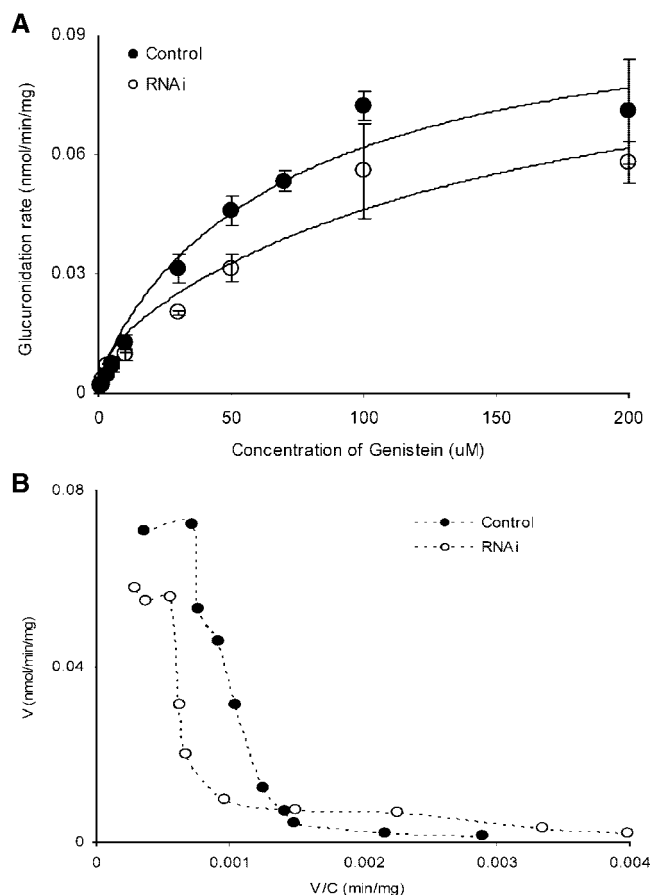 A
0.09
Control
RNAi
0.06
0.03
0
Glucuronidation rate (nmol/min/mg)
0
50
100
150
200
Concentration of Genistein (uM)
B
0.08
Control
RNAi
0.04
0
V (nmol/min/mg)
0
0.001
0.002
0.003
0.004
V/C (min/mg)